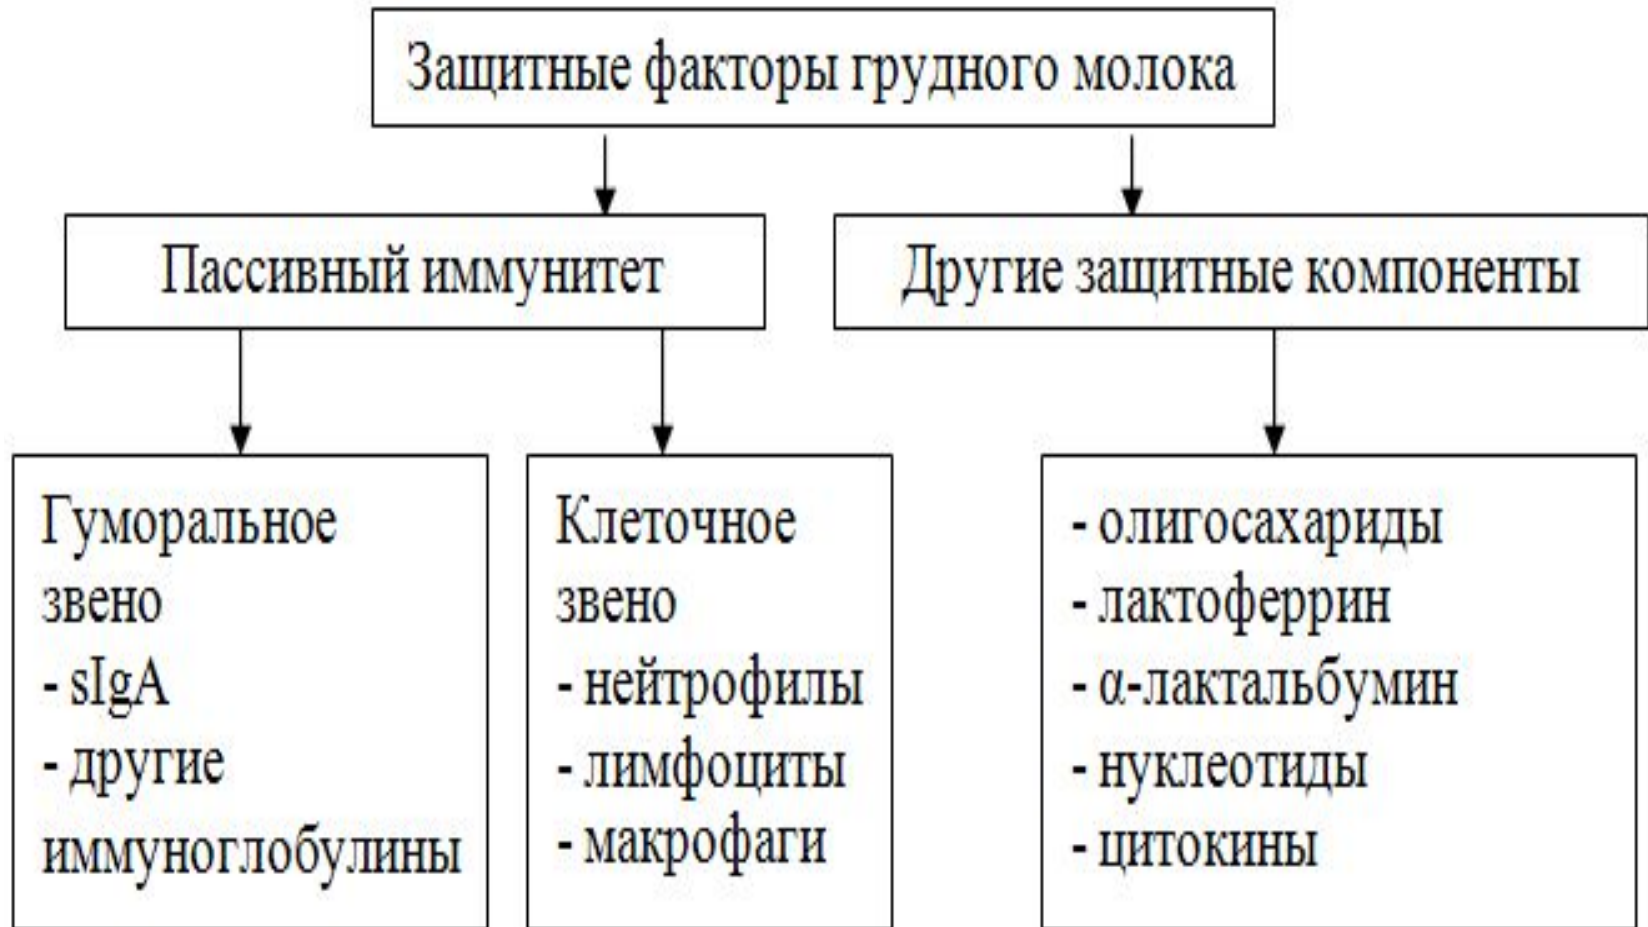 Защитные факторы грудного молока
Пассивный иммунитет
Другие защитные компоненты
Гуморальное
звено
- sIgA
- другие
иммуноглобулины
Клеточное
звено
- нейтрофилы
- лимфоциты
- макрофаги
- олигосахариды
- лактоферрин
- α-лактальбумин
- нуклеотиды
- цитокины